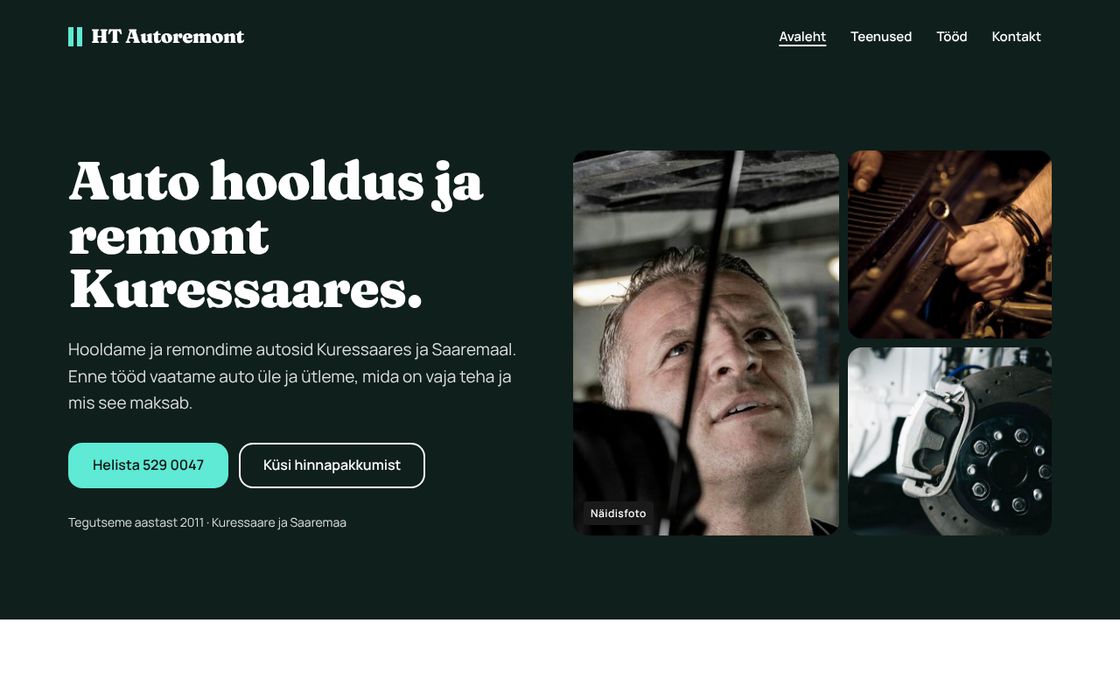 HT Autoremont
Avaleht Teenused Tööd Kontakt
Auto hooldus ja
remont
Kuressaares.
Hooldame ja remondime autosid Kuressaares ja Saaremaal.
Enne tööd vaatame auto üle ja ütleme, mida on vaja teha ja
mis see maksab.
Helista 529 0047 Küsi hinnapakkumist
Tegutseme aastast 2011 · Kuressaare ja Saaremaa
Näidisfoto